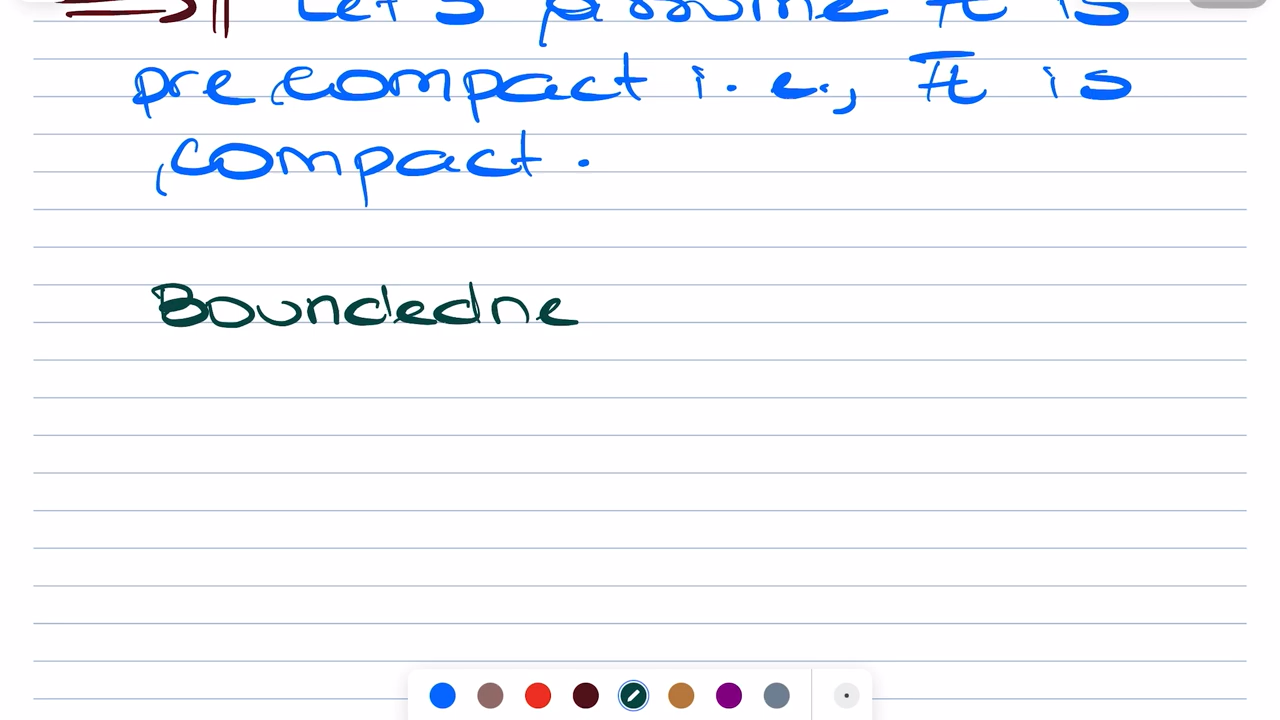 Let's assume ℱ is
precompact i.e., ℱ̅ is
compact.
Boundedne